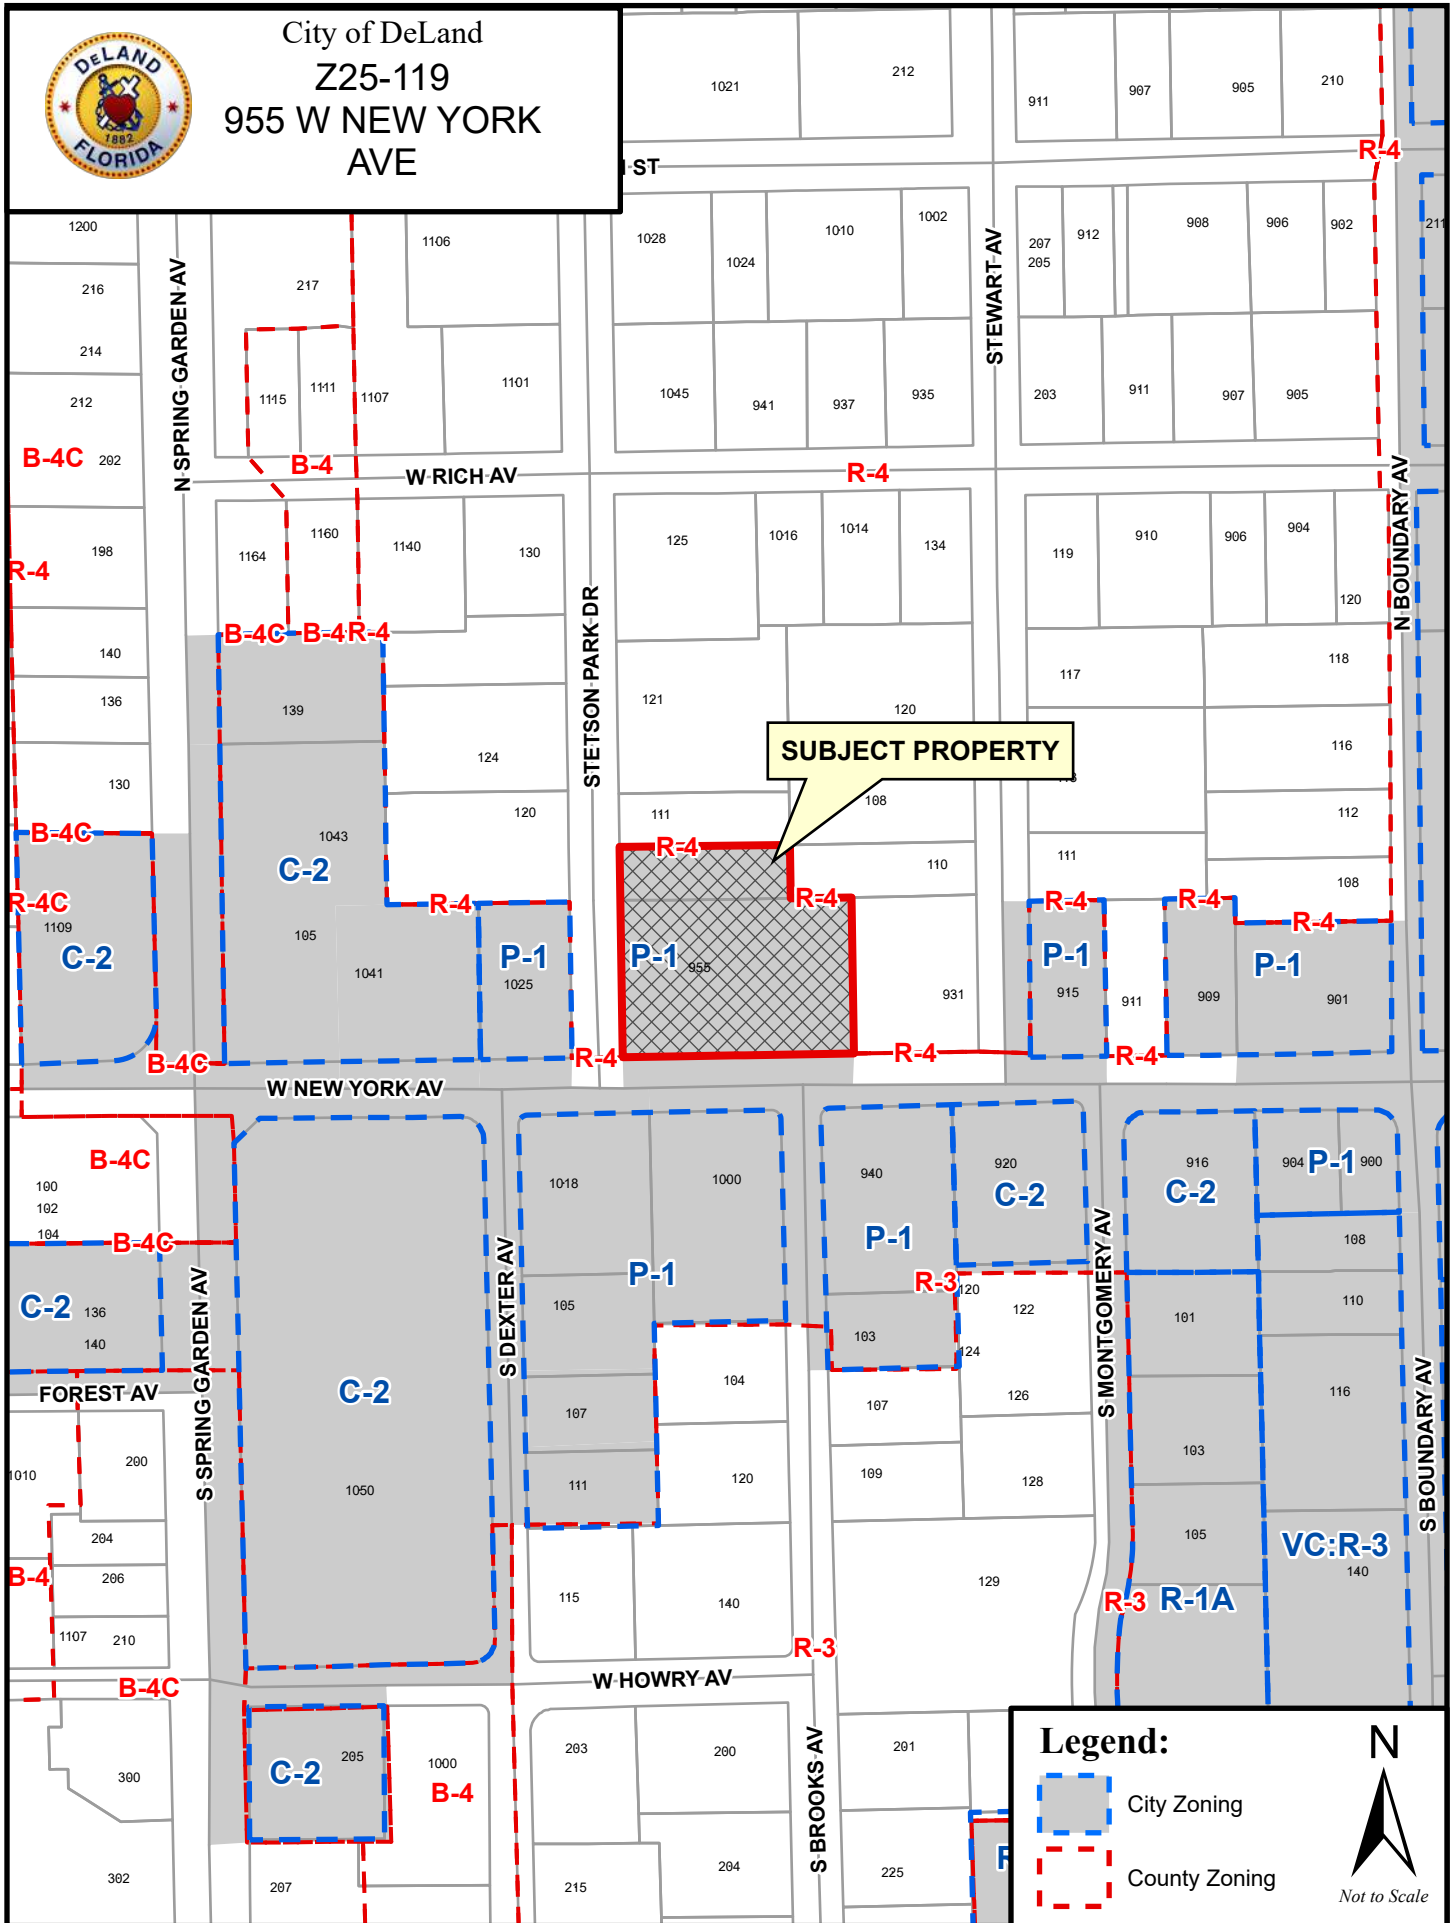 City of DeLand
Z25-119
955 W NEW YORK
AVE
DeLAND
1882
FLORIDA
1021
212
911
907
905
210
R-4
ST
1200
217
1106
1028
1024
1010
1002
207
205
912
908
906
902
211
216
214
212
B-4C
202
N SPRING GARDEN AV
1115
1111
1107
1101
1045
941
937
935
STEWART AV
203
911
907
905
B-4
W RICH AV
R-4
N BOUNDARY AV
198
R-4
1164
1160
1140
130
125
1016
1014
134
119
910
906
904
120
STETSON PARK DR
B-4C
B-4
R-4
140
136
130
139
124
120
121
120
117
118
116
112
SUBJECT PROPERTY
108
111
B-4C
1043
C-2
R-4
110
111
108
R-4C
1109
C-2
R-4
105
1041
P-1
1025
P-1
955
R-4
931
R-4
P-1
915
911
R-4
909
R-4
P-1
901
B-4C
R-4
R-4
R-4
W NEW YORK AV
B-4C
100
102
104
B-4C
1018
1000
940
P-1
920
C-2
916
C-2
904
P-1
900
108
C-2
136
140
S SPRING GARDEN AV
S DEXTER AV
P-1
105
R-3
120
122
124
103
S MONTGOMERY AV
101
110
FOREST AV
C-2
107
104
107
126
116
S BOUNDARY AV
1010
200
1050
111
120
109
128
103
204
105
VC:R-3
140
B-4
206
1107
210
115
140
129
R-3
R-1A
R-3
B-4C
W HOWRY AV
300
C-2
205
1000
B-4
203
200
201
S BROOKS AV
302
207
215
204
225
Legend:
City Zoning
County Zoning
N
Not to Scale